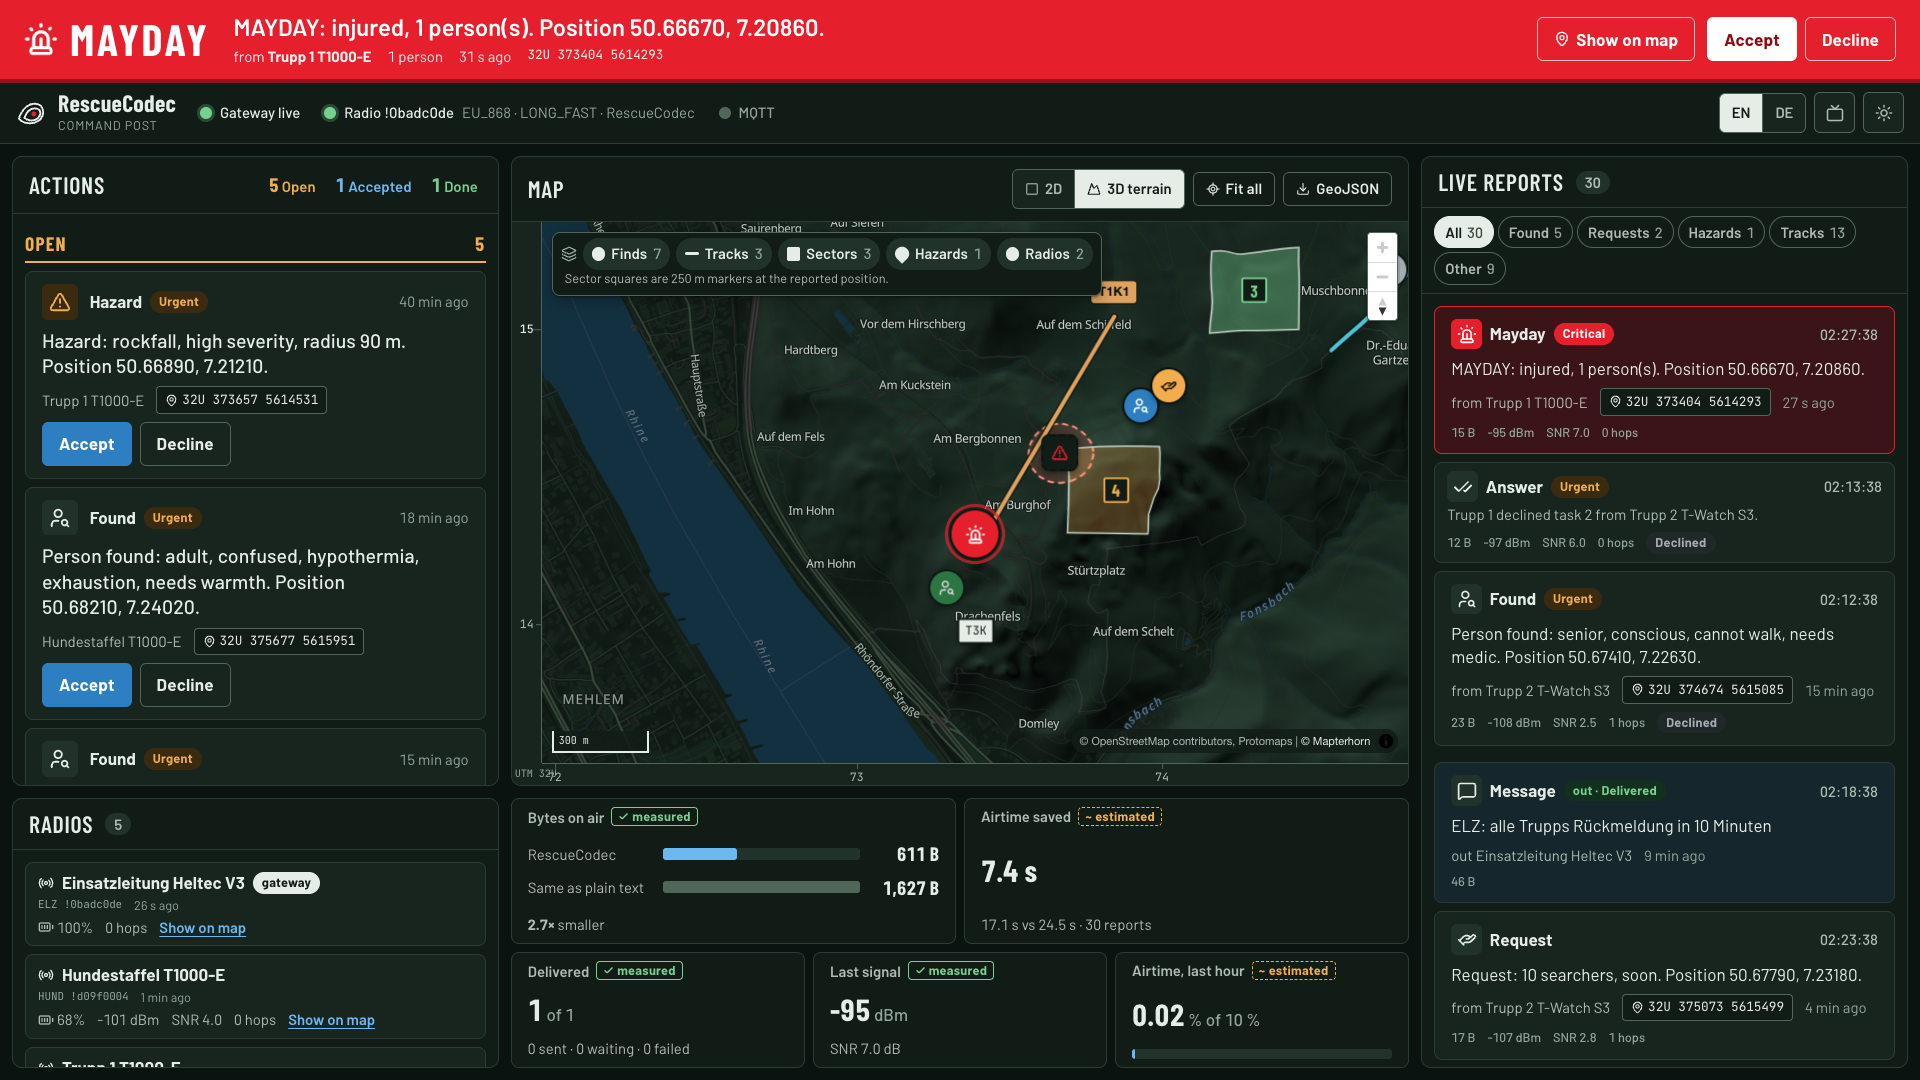 MAYDAY
MAYDAY: injured, 1 person(s). Position 50.66670, 7.20860.
from Trupp 1 T1000-E 1 person 31 s ago 32U 373404 5614293
Show on map
Accept
Decline
RescueCodec
COMMAND POST
Gateway live
Radio !0badc0de EU_868 · LONG_FAST · RescueCodec
MQTT
EN DE
ACTIONS
5 Open 1 Accepted 1 Done
OPEN 5
Hazard Urgent 40 min ago
Hazard: rockfall, high severity, radius 90 m.
Position 50.66890, 7.21210.
Trupp 1 T1000-E 32U 373657 5614531
Accept Decline
Found Urgent 18 min ago
Person found: adult, confused, hypothermia,
exhaustion, needs warmth. Position
50.68210, 7.24020.
Hundestaffel T1000-E 32U 375677 5615951
Accept Decline
Found Urgent 15 min ago
RADIOS 5
Einsatzleitung Heltec V3 gateway
ELZ !0badc0de 26 s ago
100% 0 hops Show on map
Hundestaffel T1000-E
HUND !d09f0004 1 min ago
68% -101 dBm SNR 4.0 0 hops Show on map
Trupp 1 T1000-E
MAP
2D 3D terrain Fit all GeoJSON
Saurenberg
Auf Siefen
Finds 7 Tracks 3 Sectors 3 Hazards 1 Radios 2
Sector squares are 250 m markers at the reported position.
T1K1
3
Muschbonn
15
Vor dem Hirschberg
Auf dem Schl feld
Hardtberg
Dr.-Edu
Gartze
Hauptstraße
Am Kuckstein
Rhine
Auf dem Fels
Am Bergbonnen
4
Im Hohn
Am Burghof
Am Hohn
Stürtzplatz
Fonsbach
Drachenfels
14
T3K
Auf dem Schelt
Rhine
Rhöndorfer Straße
MEHLEM
nsbach
Domley
300 m
© OpenStreetMap contributors, Protomaps | © Mapterhorn
UTM 32U
72 73 74
Bytes on air measured
RescueCodec 611 B
Same as plain text 1,627 B
2.7× smaller
Airtime saved ~ estimated
7.4 s
17.1 s vs 24.5 s · 30 reports
Delivered measured
1 of 1
0 sent · 0 waiting · 0 failed
Last signal measured
-95 dBm
SNR 7.0 dB
Airtime, last hour ~ estimated
0.02 % of 10 %
LIVE REPORTS 30
All 30 Found 5 Requests 2 Hazards 1 Tracks 13
Other 9
Mayday Critical 02:27:38
MAYDAY: injured, 1 person(s). Position 50.66670, 7.20860.
from Trupp 1 T1000-E 32U 373404 5614293 27 s ago
15 B -95 dBm SNR 7.0 0 hops
Answer Urgent 02:13:38
Trupp 1 declined task 2 from Trupp 2 T-Watch S3.
12 B -97 dBm SNR 6.0 0 hops Declined
Found Urgent 02:12:38
Person found: senior, conscious, cannot walk, needs
medic. Position 50.67410, 7.22630.
from Trupp 2 T-Watch S3 32U 374674 5615085 15 min ago
23 B -108 dBm SNR 2.5 1 hops Declined
Message out · Delivered 02:18:38
ELZ: alle Trupps Rückmeldung in 10 Minuten
out Einsatzleitung Heltec V3 9 min ago
46 B
Request 02:23:38
Request: 10 searchers, soon. Position 50.67790, 7.23180.
from Trupp 2 T-Watch S3 32U 375073 5615499 4 min ago
17 B -107 dBm SNR 2.8 1 hops